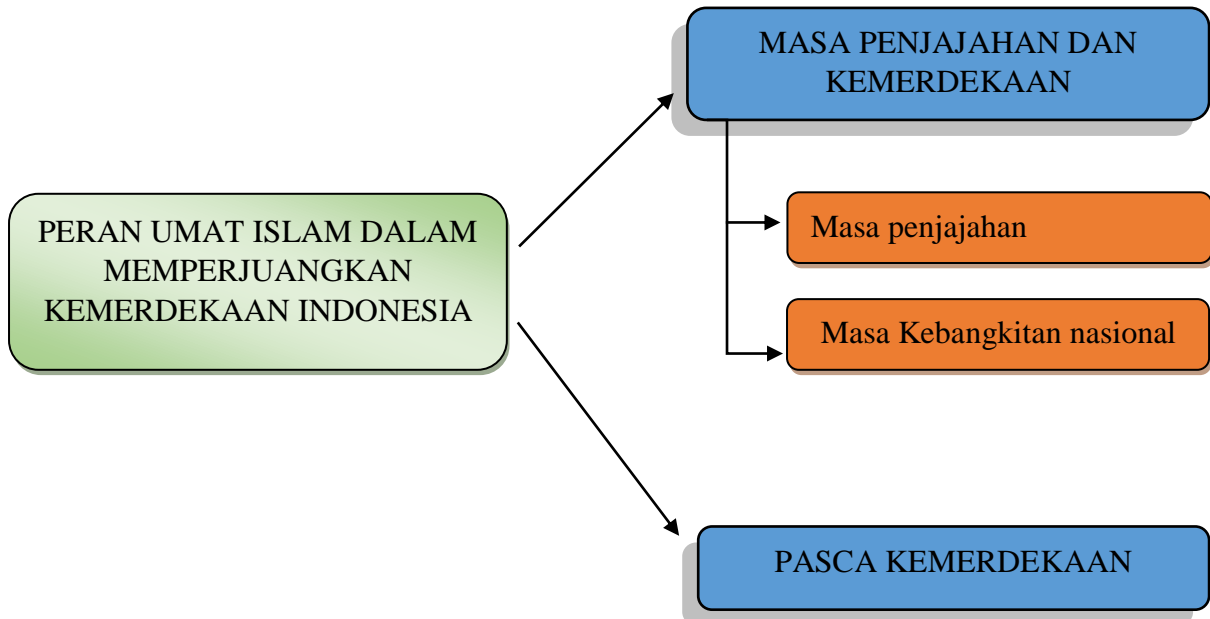 MASA PENJAJAHAN DAN
KEMERDEKAAN
PERAN UMAT ISLAM DALAM
MEMPERJUANGKAN
KEMERDEKAAN INDONESIA
Masa penjajahan
Masa Kebangkitan nasional
PASCA KEMERDEKAAN